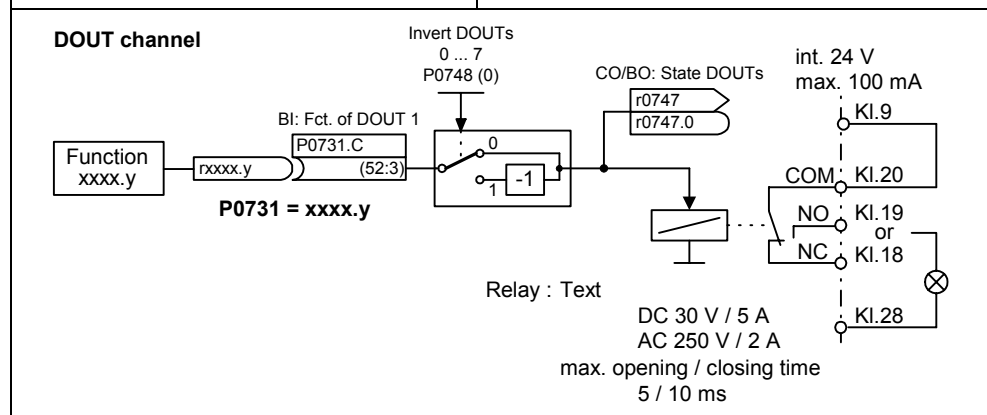 DOUT channel
Invert DOUTs
0 ... 7
P0748 (0)
CO/BO: State DOUTs
r0747
r0747.0
int. 24 V
max. 100 mA
Kl.9
BI: Fct. of DOUT 1
P0731.C
(52:3)
Function
xxxx.y
rxxxx.y
P0731 = xxxx.y
0
1
-1
COM
Kl.20
NO
Kl.19
or
NC
Kl.18
Kl.28
Relay : Text
DC 30 V / 5 A
AC 250 V / 2 A
max. opening / closing time
5 / 10 ms